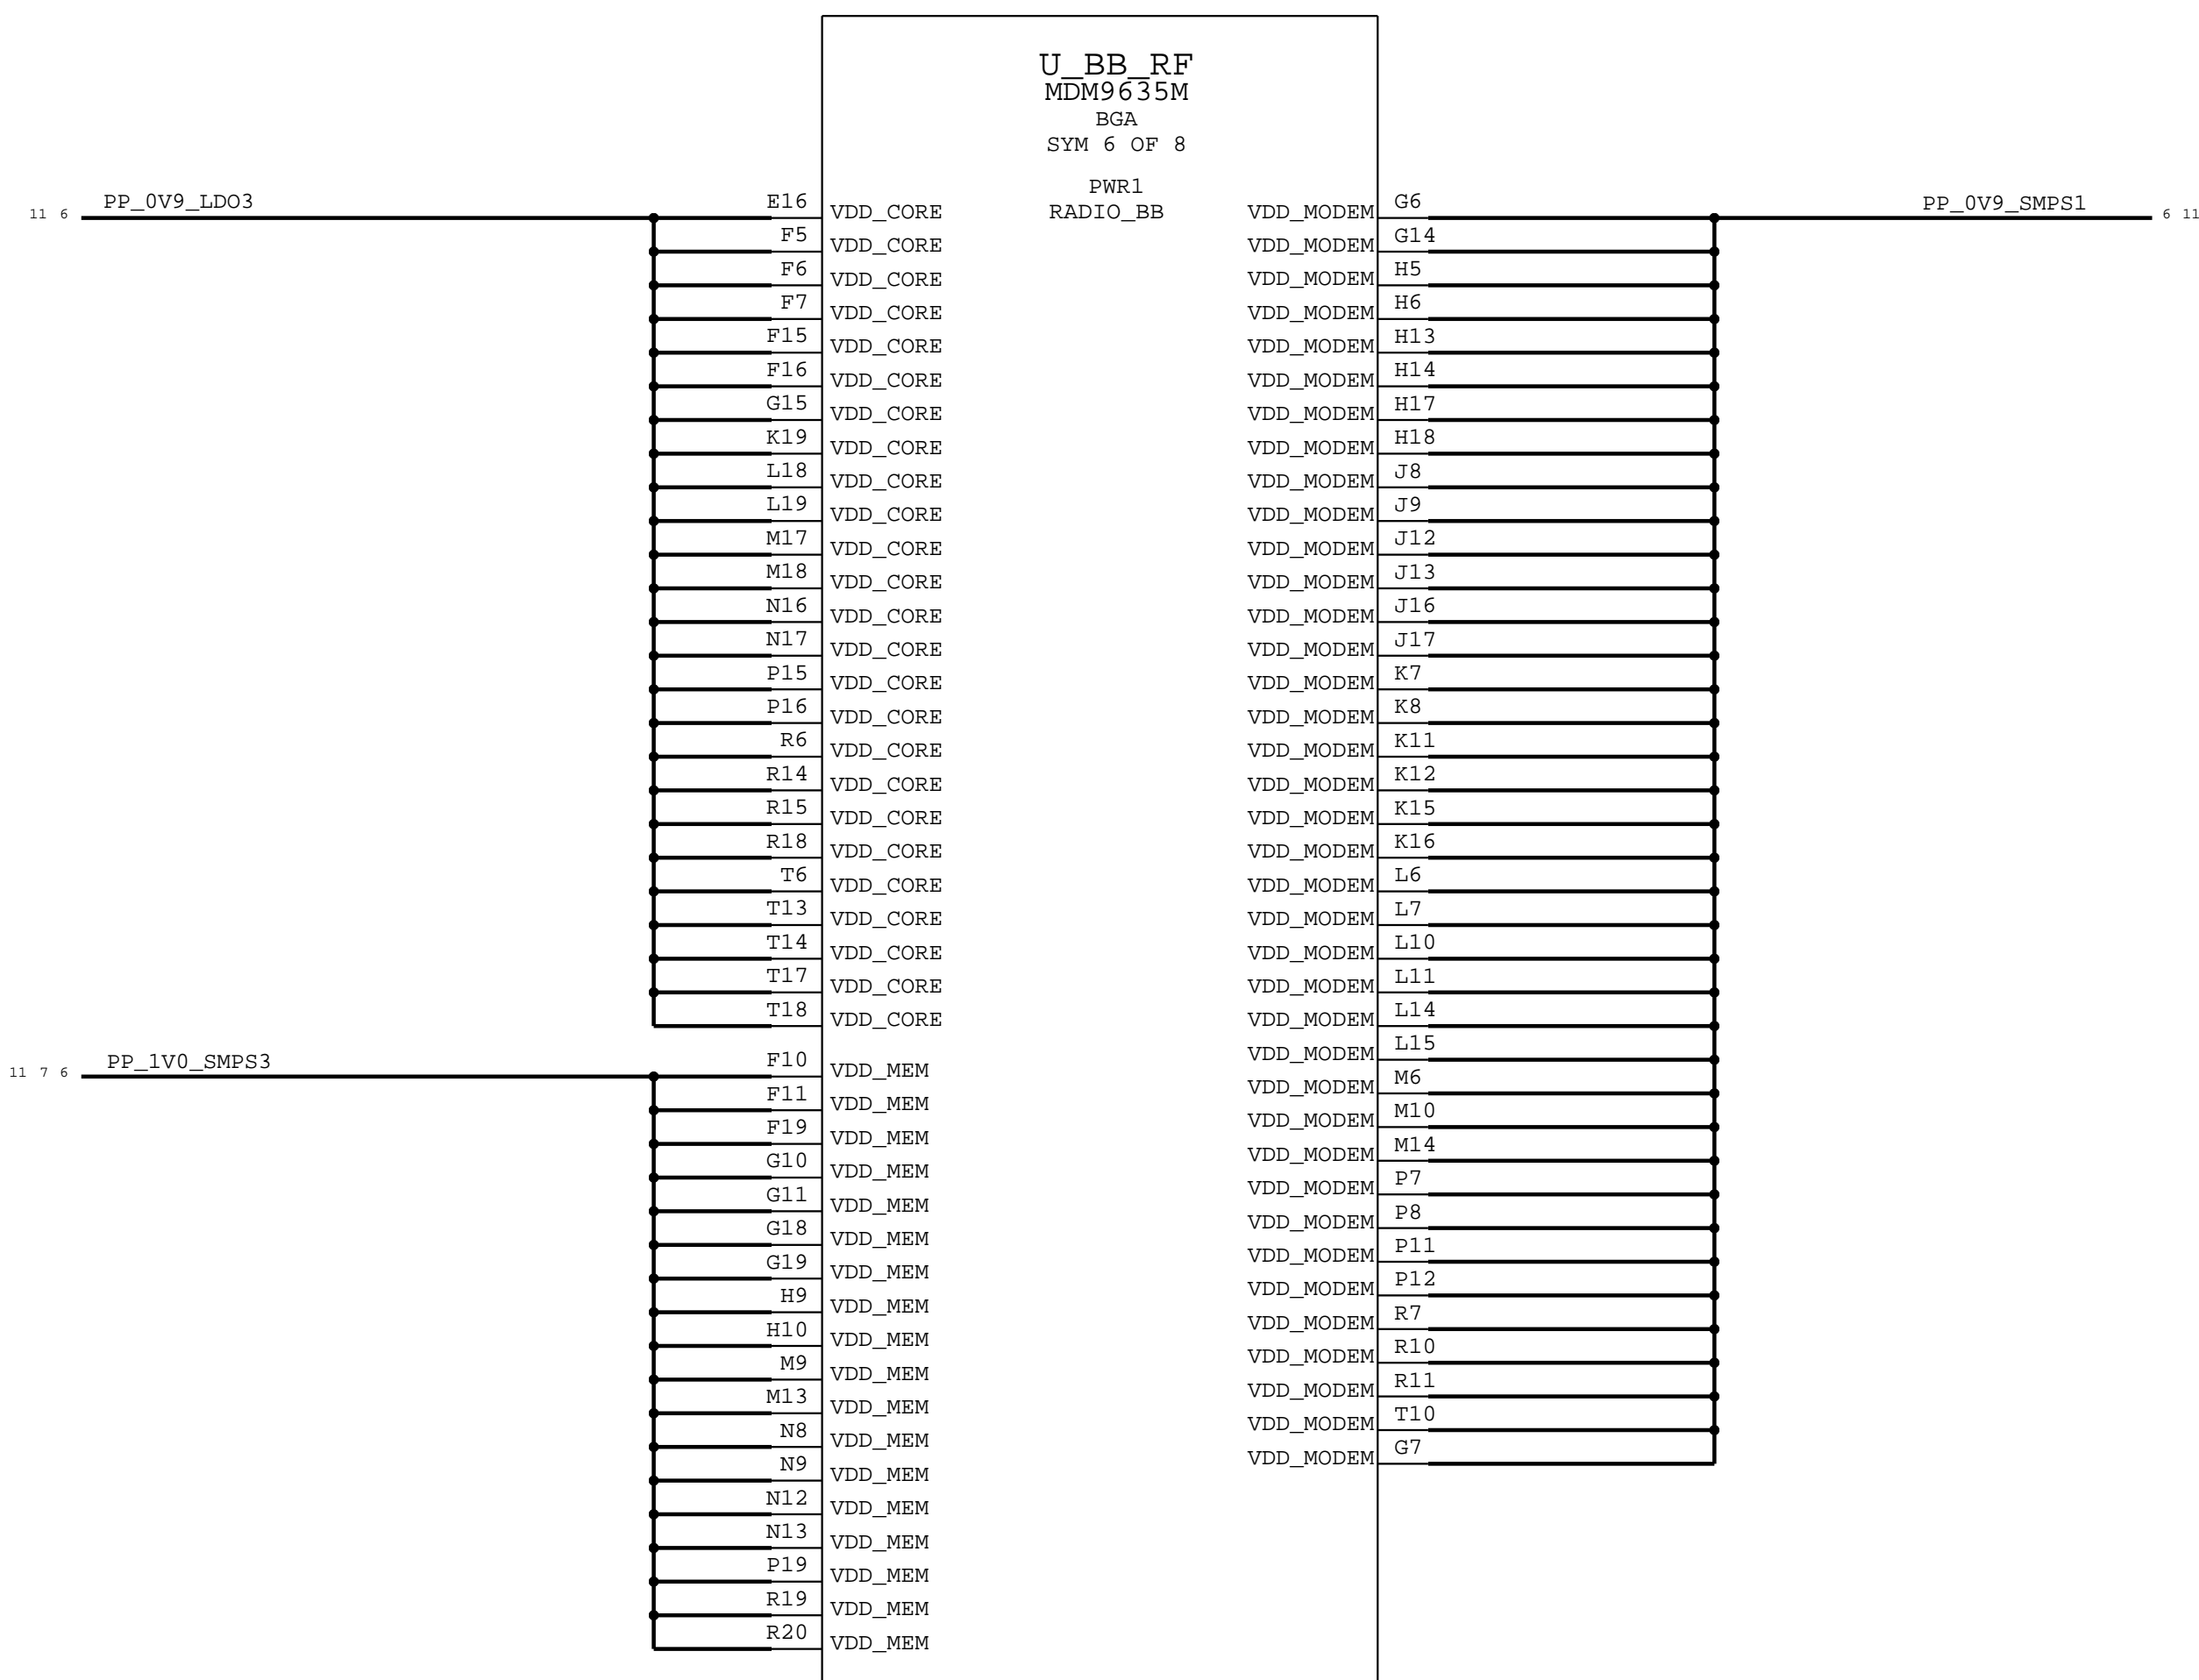 U_BB_RF
MDM9635M
BGA
SYM 6 OF 8
PWR1
RADIO_BB
11 6 PP_0V9_LDO3
E16 VDD_CORE
F5 VDD_CORE
F6 VDD_CORE
F7 VDD_CORE
F15 VDD_CORE
F16 VDD_CORE
G15 VDD_CORE
K19 VDD_CORE
L18 VDD_CORE
L19 VDD_CORE
M17 VDD_CORE
M18 VDD_CORE
N16 VDD_CORE
N17 VDD_CORE
P15 VDD_CORE
P16 VDD_CORE
R6 VDD_CORE
R14 VDD_CORE
R15 VDD_CORE
R18 VDD_CORE
T6 VDD_CORE
T13 VDD_CORE
T14 VDD_CORE
T17 VDD_CORE
T18 VDD_CORE
11 7 6 PP_1V0_SMPS3
F10 VDD_MEM
F11 VDD_MEM
F19 VDD_MEM
G10 VDD_MEM
G11 VDD_MEM
G18 VDD_MEM
G19 VDD_MEM
H9 VDD_MEM
H10 VDD_MEM
M9 VDD_MEM
M13 VDD_MEM
N8 VDD_MEM
N9 VDD_MEM
N12 VDD_MEM
N13 VDD_MEM
P19 VDD_MEM
R19 VDD_MEM
R20 VDD_MEM
VDD_MODEM G6
VDD_MODEM G14
VDD_MODEM H5
VDD_MODEM H6
VDD_MODEM H13
VDD_MODEM H14
VDD_MODEM H17
VDD_MODEM H18
VDD_MODEM J8
VDD_MODEM J9
VDD_MODEM J12
VDD_MODEM J13
VDD_MODEM J16
VDD_MODEM J17
VDD_MODEM K7
VDD_MODEM K8
VDD_MODEM K11
VDD_MODEM K12
VDD_MODEM K15
VDD_MODEM K16
VDD_MODEM L6
VDD_MODEM L7
VDD_MODEM L10
VDD_MODEM L11
VDD_MODEM L14
VDD_MODEM L15
VDD_MODEM M6
VDD_MODEM M10
VDD_MODEM M14
VDD_MODEM P7
VDD_MODEM P8
VDD_MODEM P11
VDD_MODEM P12
VDD_MODEM R7
VDD_MODEM R10
VDD_MODEM R11
VDD_MODEM T10
VDD_MODEM G7
PP_0V9_SMPS1 6 11